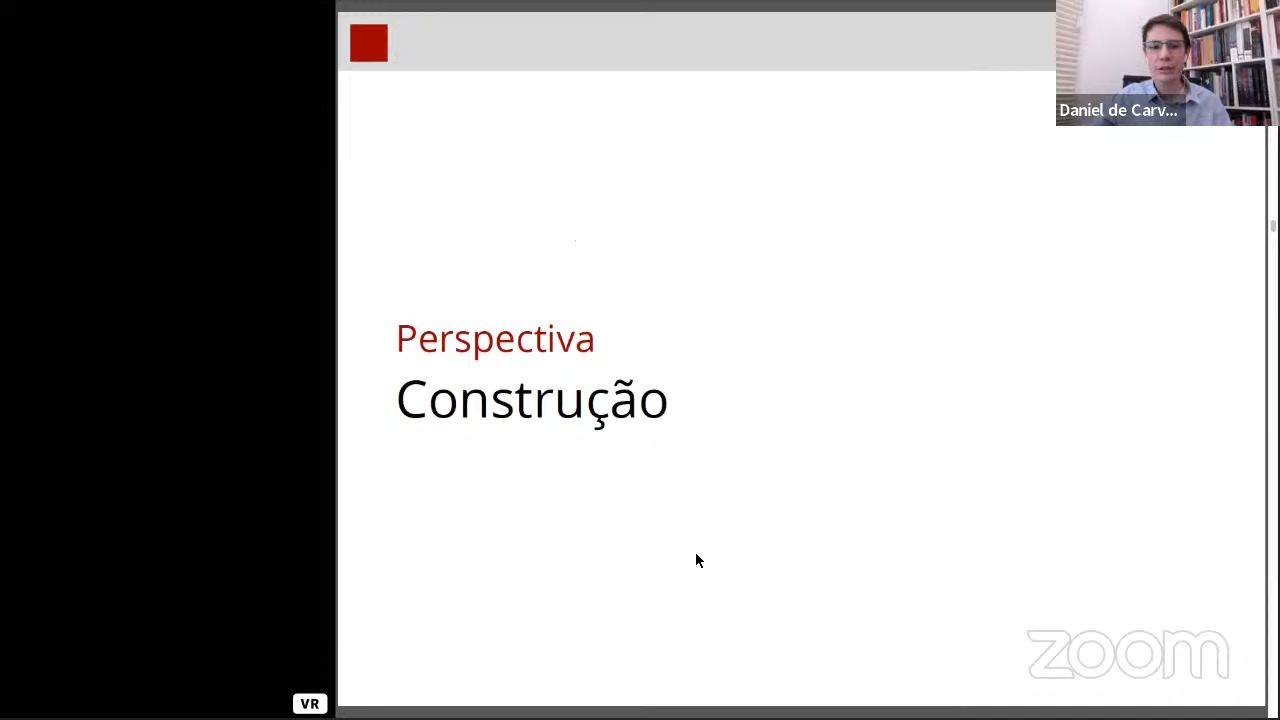 Daniel de Carv...
Perspectiva
Construção
zoom
VR